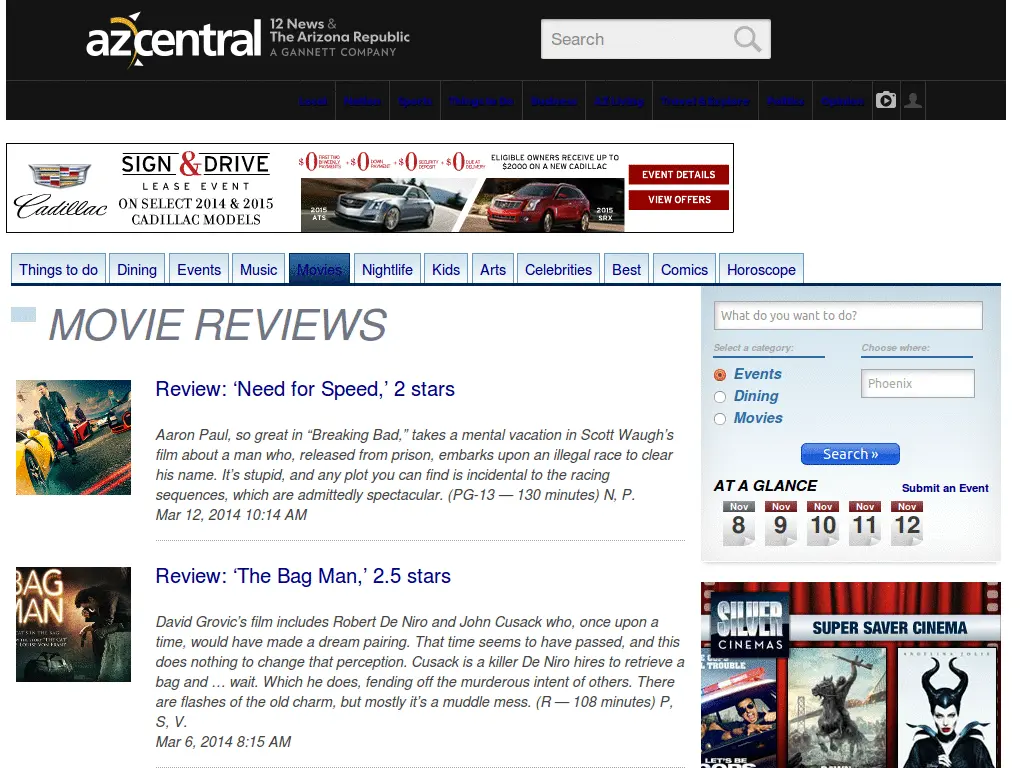 azcentral
12 News &
The Arizona Republic
A GANNETT COMPANY
Search
Local Nation Sports Things to Do Business AZ Living Travel & Explore Politics Opinion
Cadillac
SIGN & DRIVE
LEASE EVENT
ON SELECT 2014 & 2015
CADILLAC MODELS
$0 FIRST TWO BI-WEEKLY PAYMENTS + $0 DOWN PAYMENT + $0 SECURITY DEPOSIT + $0 DUE AT DELIVERY
ELIGIBLE OWNERS RECEIVE UP TO
$2000 ON A NEW CADILLAC
2015
ATS
2015
SRX
EVENT DETAILS
VIEW OFFERS
Things to do Dining Events Music Movies Nightlife Kids Arts Celebrities Best Comics Horoscope
MOVIE REVIEWS
Review: ‘Need for Speed,’ 2 stars
Aaron Paul, so great in “Breaking Bad,” takes a mental vacation in Scott Waugh’s
film about a man who, released from prison, embarks upon an illegal race to clear
his name. It’s stupid, and any plot you can find is incidental to the racing
sequences, which are admittedly spectacular. (PG-13 — 130 minutes) N, P.
Mar 12, 2014 10:14 AM
BAG
MAN
Review: ‘The Bag Man,’ 2.5 stars
David Grovic’s film includes Robert De Niro and John Cusack who, once upon a
time, would have made a dream pairing. That time seems to have passed, and this
does nothing to change that perception. Cusack is a killer De Niro hires to retrieve a
bag and … wait. Which he does, fending off the murderous intent of others. There
are flashes of the old charm, but mostly it’s a muddle mess. (R — 108 minutes) P,
S, V.
Mar 6, 2014 8:15 AM
What do you want to do?
Select a category:
Choose where:
Events
Phoenix
Dining
Movies
Search »
AT A GLANCE
Submit an Event
Nov Nov Nov Nov Nov
8 9 10 11 12
SILVER
CINEMAS
SUPER SAVER CINEMA
TROUBLE
ANGELINA JOLIE
LET'S BE